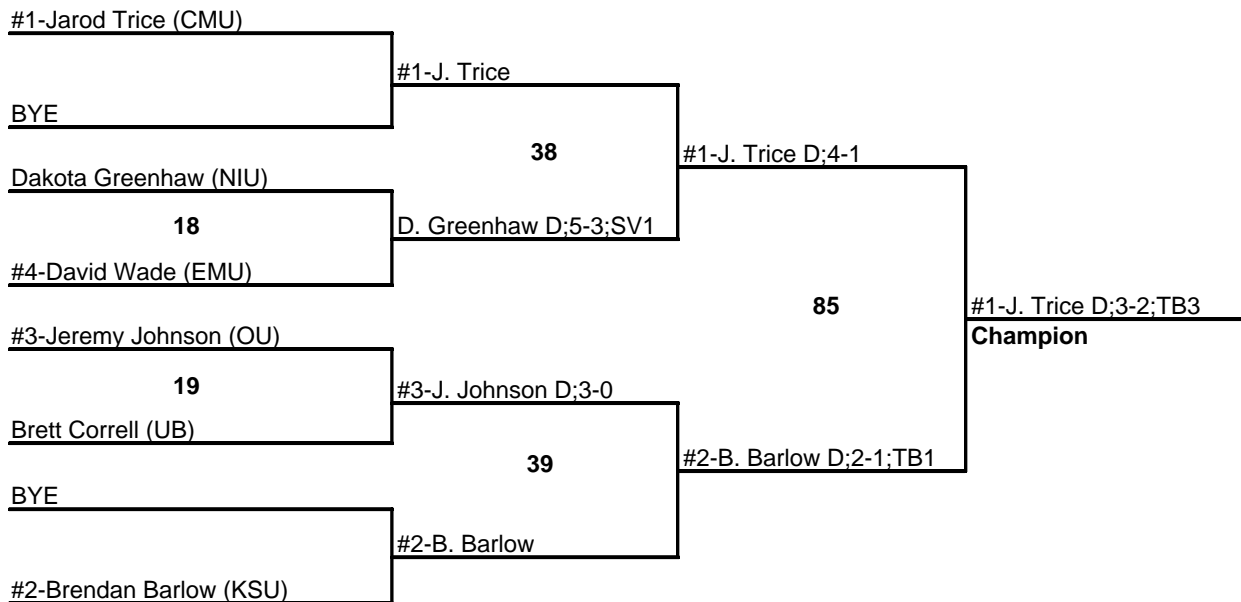 #1-Jarod Trice (CMU)
#1-J. Trice
BYE
38
#1-J. Trice D;4-1
Dakota Greenhaw (NIU)
18
D. Greenhaw D;5-3;SV1
#4-David Wade (EMU)
85
#1-J. Trice D;3-2;TB3
Champion
#3-Jeremy Johnson (OU)
19
#3-J. Johnson D;3-0
Brett Correll (UB)
39
#2-B. Barlow D;2-1;TB1
BYE
#2-B. Barlow
#2-Brendan Barlow (KSU)